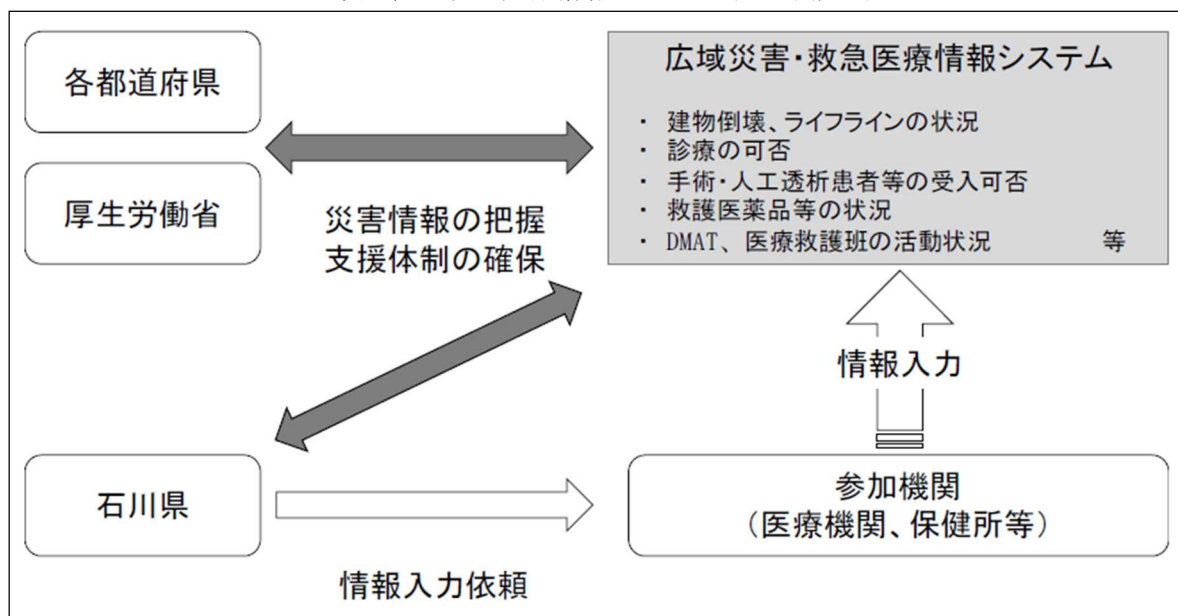 各都道府県
厚生労働省
災害情報の把握
支援体制の確保
広域災害・救急医療情報システム
・ 建物倒壊、ライフラインの状況
・ 診療の可否
・ 手術・人工透析患者等の受入可否
・ 救護医薬品等の状況
・ DMAT、医療救護班の活動状況 等
情報入力
石川県
情報入力依頼
参加機関
（医療機関、保健所等）